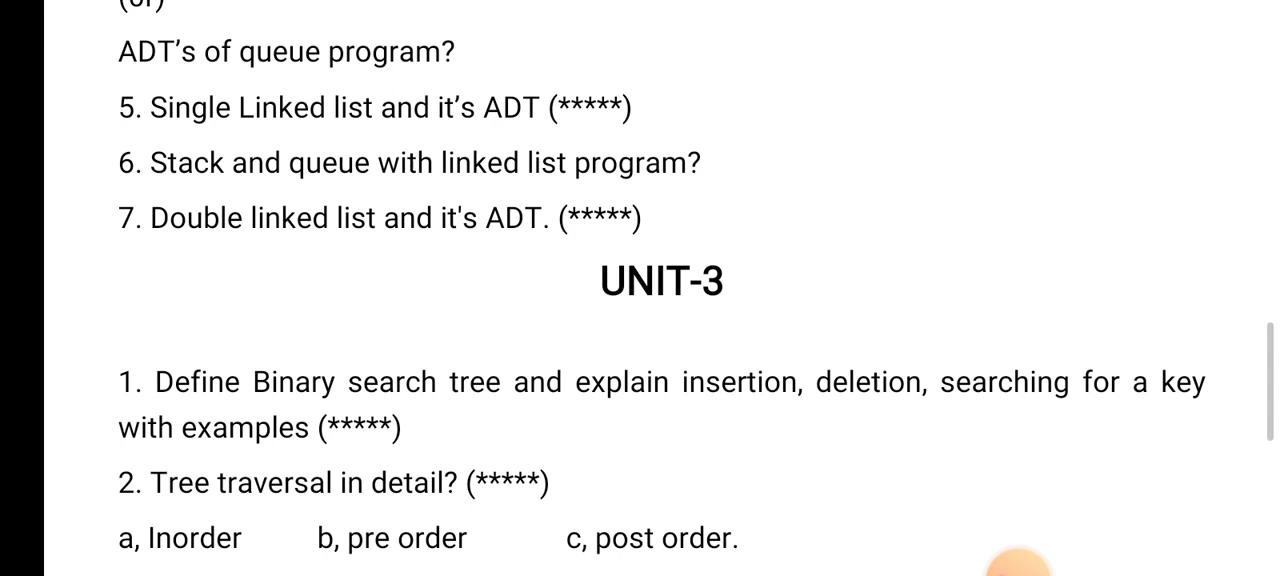 (or)
ADT’s of queue program?
5. Single Linked list and it’s ADT (*****)
6. Stack and queue with linked list program?
7. Double linked list and it's ADT. (*****)
UNIT-3
1. Define Binary search tree and explain insertion, deletion, searching for a key
with examples (*****)
2. Tree traversal in detail? (*****)
a, Inorder b, pre order c, post order.